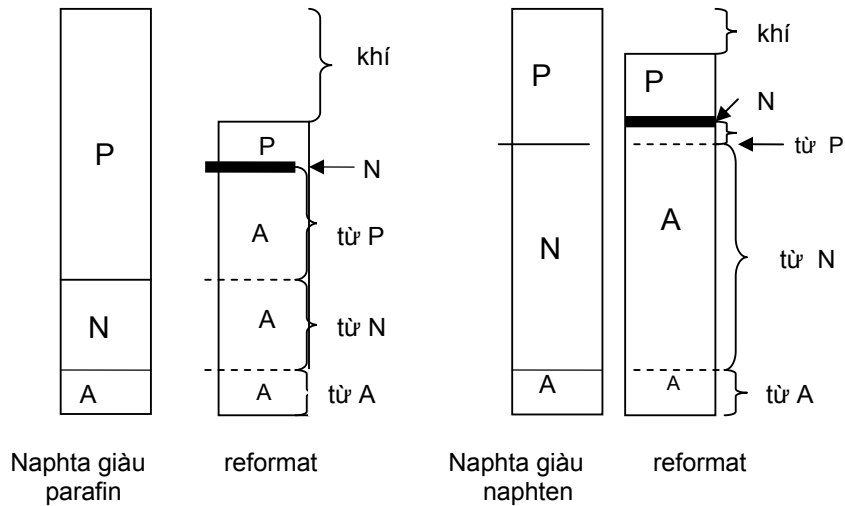 khí
P
P
N
từ P
A
N
A
từ N
A
A
từ A
Naphta giàu
parafin
reformat
khí
P
P
N
từ P
A
N
từ N
A
A
từ A
Naphta giàu
naphten
reformat